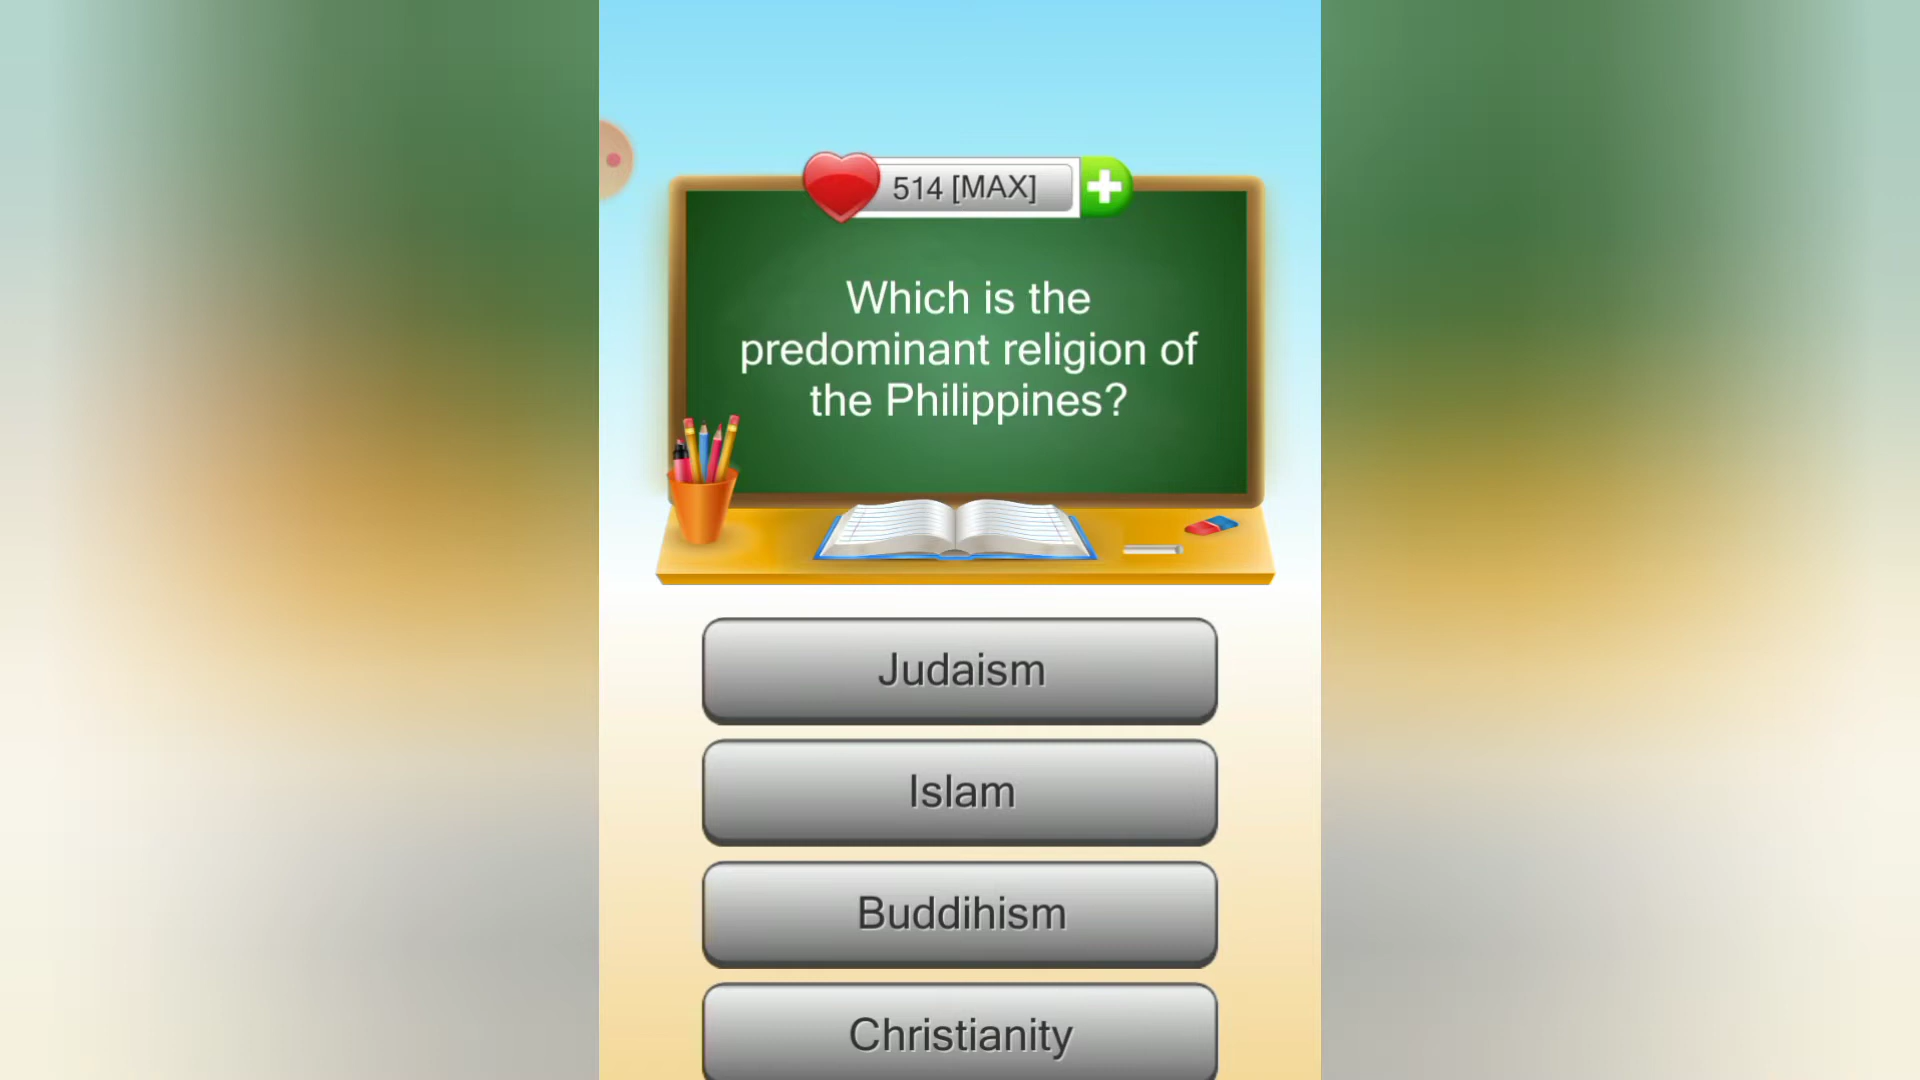 514 [MAX]
Which is the
predominant religion of
the Philippines?
Judaism
Islam
Buddihism
Christianity